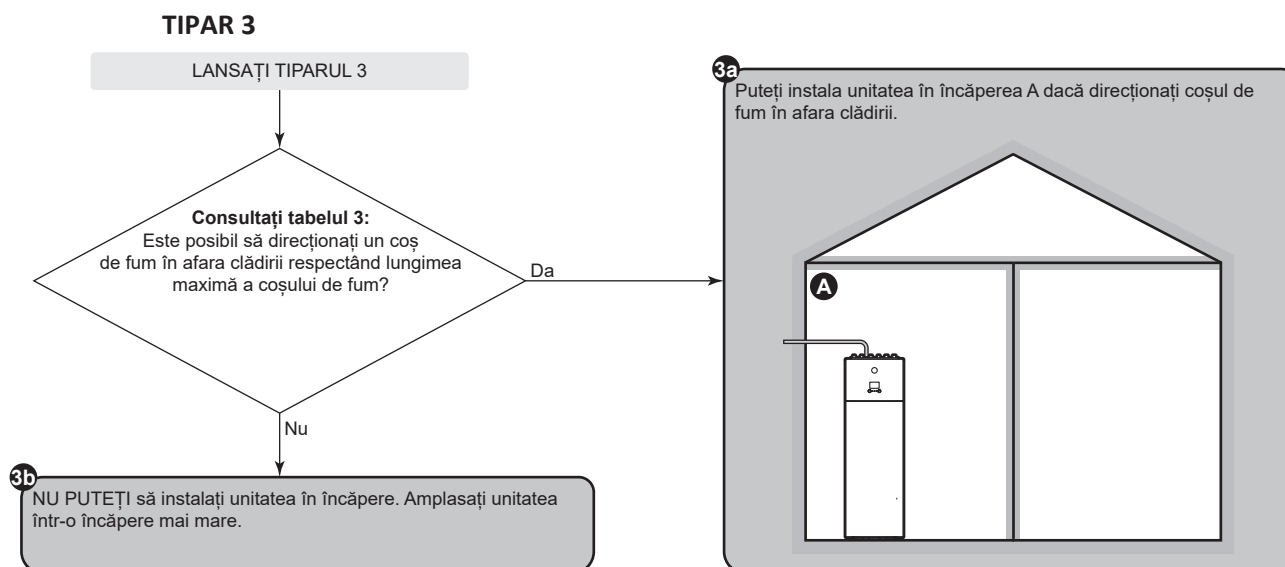 TIPAR 3
LANSAȚI TIPARUL 3
Consultați tabelul 3:
Este posibil să direcționați un coș
de fum în afara clădirii respectând lungimea
maximă a coșului de fum?
Da
Nu
3a
Puteți instala unitatea în încăperea A dacă direcționați coșul de
fum în afara clădirii.
A
3b
NU PUTEȚI să instalați unitatea în încăpere. Amplasați unitatea
într-o încăpere mai mare.